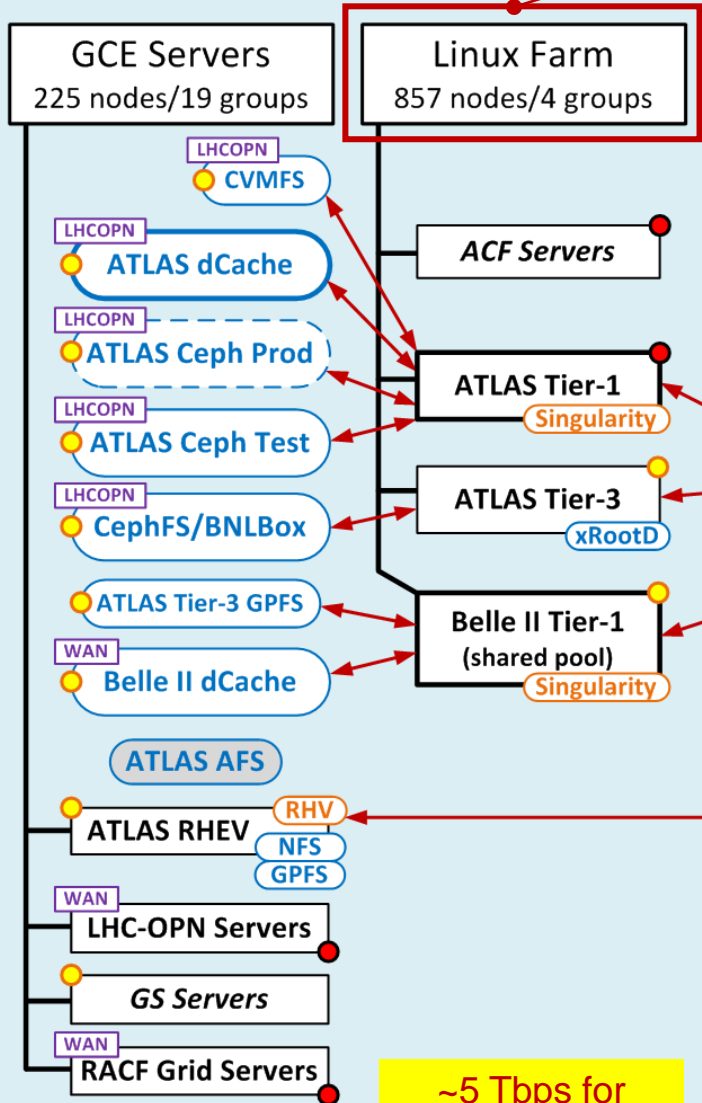 GCE Servers
225 nodes/19 groups
Linux Farm
857 nodes/4 groups
LHCOPN
CVMFS
LHCOPN
ATLAS dCache
LHCOPN
ATLAS Ceph Prod
LHCOPN
ATLAS Ceph Test
LHCOPN
CephFS/BNLBox
ATLAS Tier-3 GPFS
WAN
Belle II dCache
ATLAS AFS
ATLAS RHEV
RHV
NFS
GPFS
WAN
LHC-OPN Servers
GS Servers
WAN
RACF Grid Servers
ACF Servers
ATLAS Tier-1
Singularity
ATLAS Tier-3
xRootD
Belle II Tier-1
(shared pool)
Singularity
~5 Tbps for